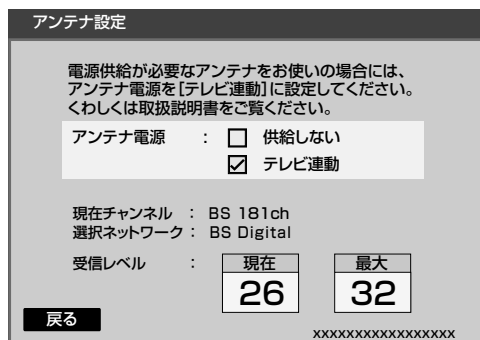 アンテナ設定
電源供給が必要なアンテナをお使いの場合には、
アンテナ電源を[テレビ連動]に設定してください。
くわしくは取扱説明書をご覧ください。
アンテナ電源 : 供給しない
テレビ連動
現在チャンネル : BS 181ch
選択ネットワーク : BS Digital
受信レベル : 現在 最大
26 32
戻る
xxxxxxxxxxxxxxxxx